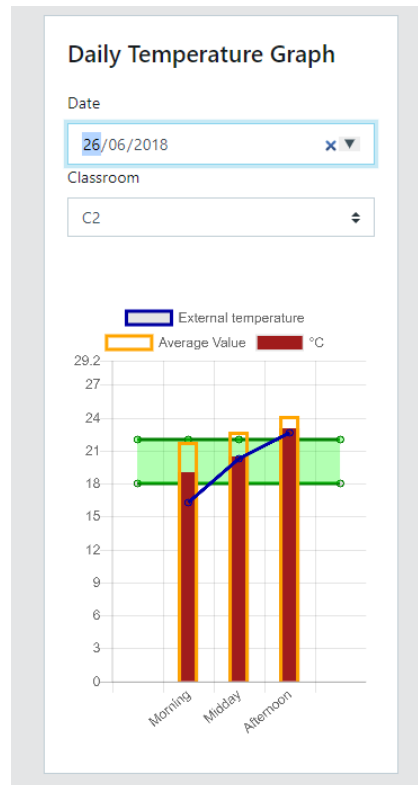 Daily Temperature Graph
Date
26/06/2018
Classroom
C2
External temperature
Average Value °C
29.2
27
24
21
18
15
12
9
6
3
0
Morning Midday Afternoon